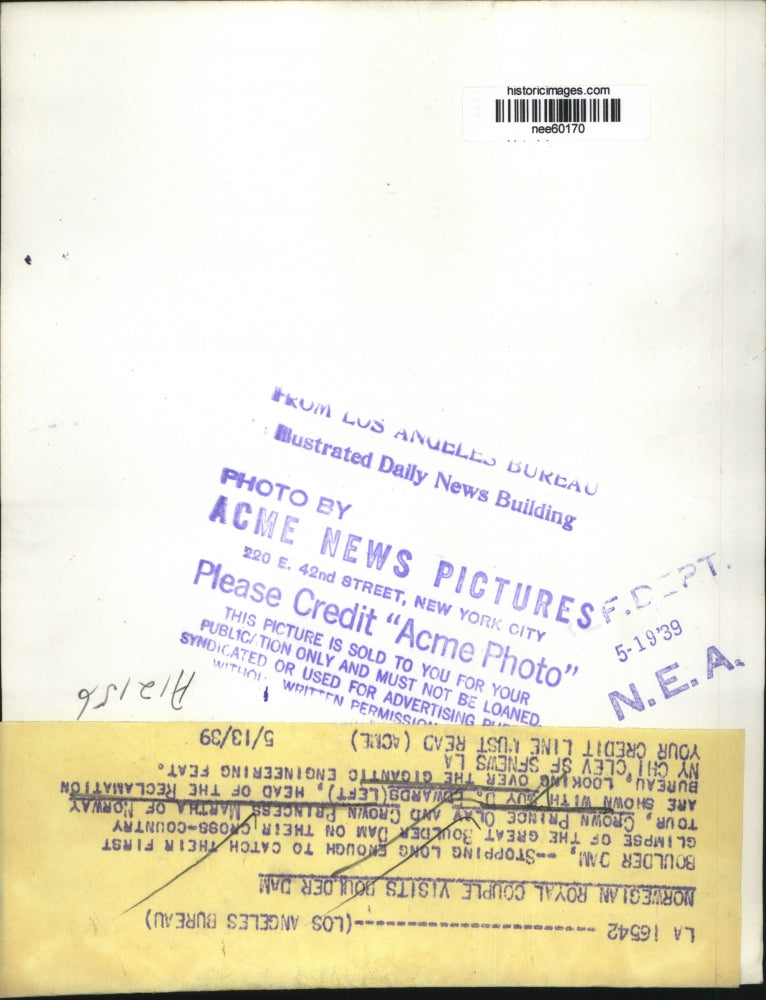 historicimages.com
nee60170
FROM LOS ANGELES BUREAU
Illustrated Daily News Building
PHOTO BY
ACME NEWS PICTURES
220 E. 42nd STREET, NEW YORK CITY
Please Credit "Acme Photo"
THIS PICTURE IS SOLD TO YOU FOR YOUR
PUBLICATION ONLY AND MUST NOT BE LOANED,
SYNDICATED OR USED FOR ADVERTISING
WRITTEN PERMISSION
5-19'39
N.E.A.
LA 16542 --------------------------(LOS ANGELES BUREAU)
NORWEGIAN ROYAL COUPLE VISITS BOULDER DAM
BOULDER DAM, --STOPPING LONG ENOUGH TO CATCH THEIR FIRST
GLIMPSE OF THE GREAT BOULDER DAM ON THEIR CROSS-COUNTRY
TOUR, CROWN PRINCE OLAV AND CROWN PRINCESS MARTHA OF NORWAY
ARE SHOWN WITH GUY D. EDWARDS (LEFT), HEAD OF THE RECLAMATION
BUREAU, LOOKING OVER THE GIGANTIC ENGINEERING FEAT.
NY CHI CLEV SF SFNEWS LA
YOUR CREDIT LINE MUST READ (ACME) 5/13/39